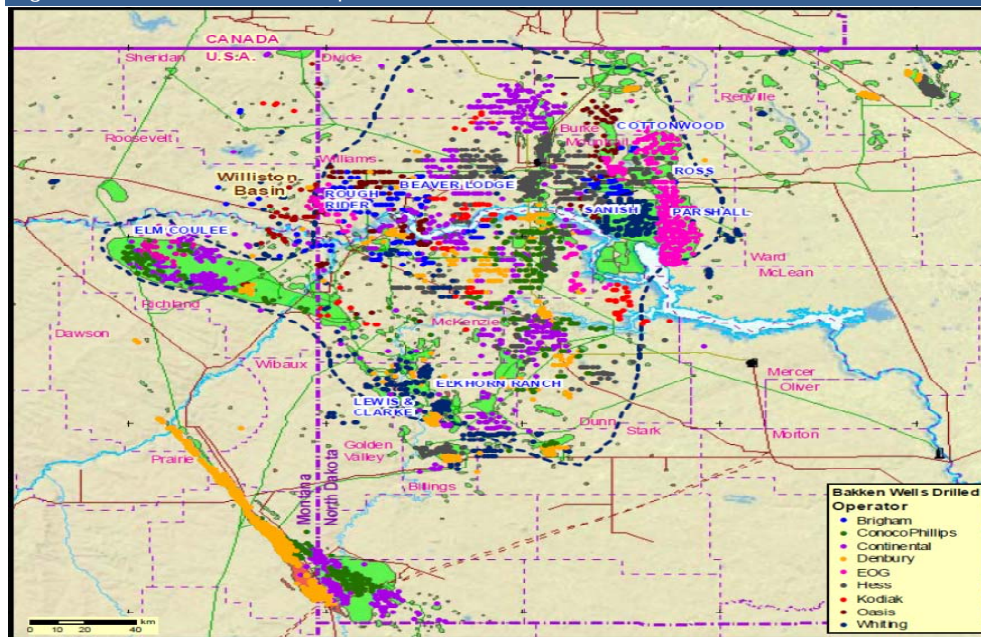 CANADA
U.S.A.
Sheridan
Divide
Renville
Roosevelt
Burke
COTTONWOOD
Williams
Williston
Basin
BEAVER LODGE
ROSS
ROUGH
RIDER
SANISH
PARSHALL
ELM COULEE
Ward
McLean
Richland
McKenzie
Dawson
Wibaux
Mercer
Oliver
ELKHORN RANCH
LEWIS &
CLARKE
Dunn
Stark
Morton
Golden
Valley
Prairie
Billings
Montana
North Dakota
Bakken Wells Drilled
Operator
Brigham
ConocoPhillips
Continental
Denbury
EOG
Hess
Kodiak
Oasis
Whiting
0 10 20 40 km